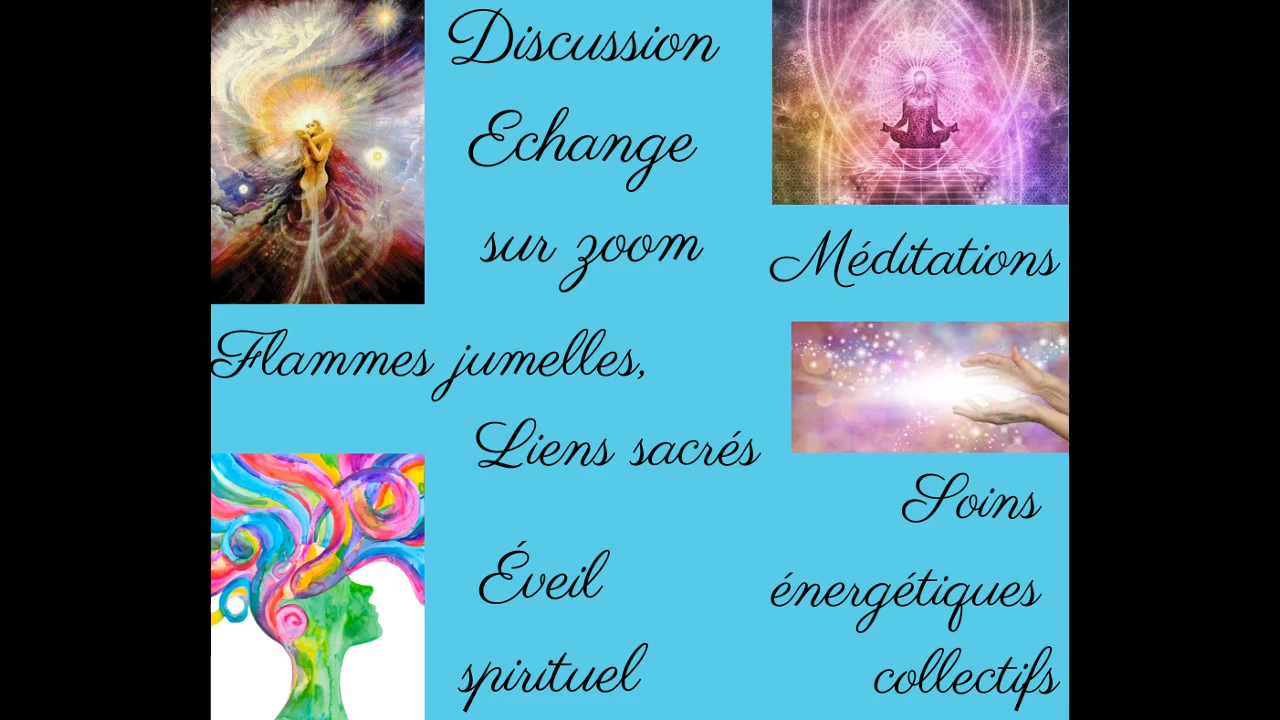 Discussion
Echange
sur zoom
Méditations
Flammes jumelles,
Liens sacrés
Soins
Éveil
énergétiques
spirituel
collectifs